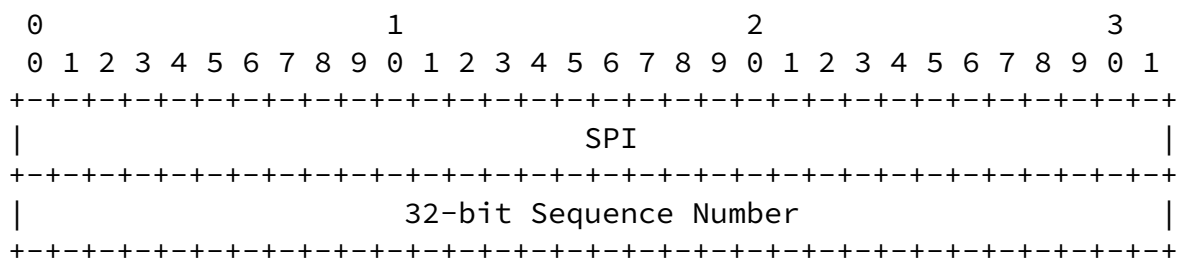 0                   1                   2                   3
 0 1 2 3 4 5 6 7 8 9 0 1 2 3 4 5 6 7 8 9 0 1 2 3 4 5 6 7 8 9 0 1
+-+-+-+-+-+-+-+-+-+-+-+-+-+-+-+-+-+-+-+-+-+-+-+-+-+-+-+-+-+-+-+-+
|                               SPI                             |
+-+-+-+-+-+-+-+-+-+-+-+-+-+-+-+-+-+-+-+-+-+-+-+-+-+-+-+-+-+-+-+-+
|                     32-bit Sequence Number                    |
+-+-+-+-+-+-+-+-+-+-+-+-+-+-+-+-+-+-+-+-+-+-+-+-+-+-+-+-+-+-+-+-+